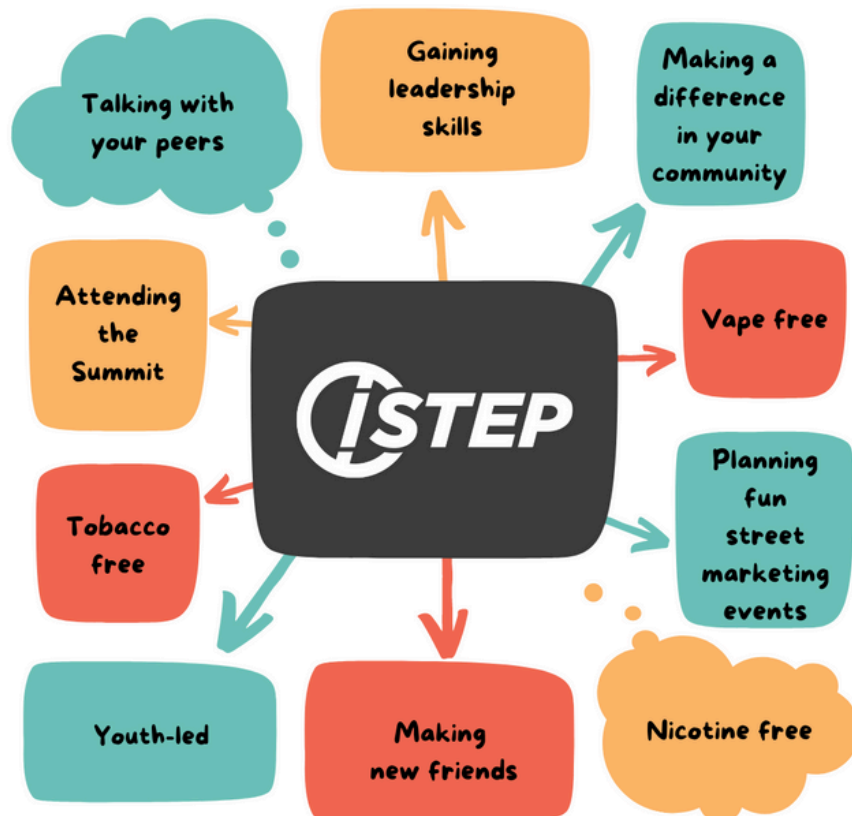 Talking with
your peers
Gaining
leadership
skills
Making a
difference
in your
community
Attending
the
Summit
iSTEP
Vape free
Tobacco
free
Planning
fun
street
marketing
events
Youth-led
Making
new friends
Nicotine free